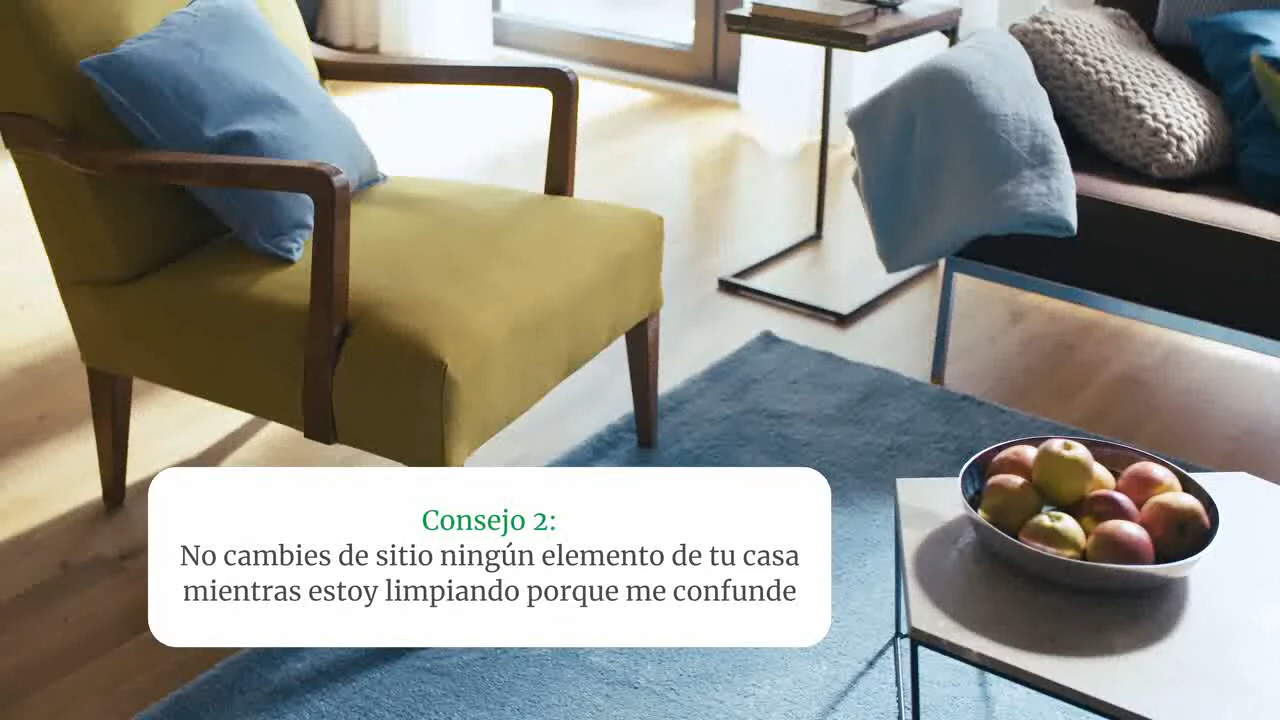 Consejo 2:
No cambies de sitio ningún elemento de tu casa
mientras estoy limpiando porque me confunde